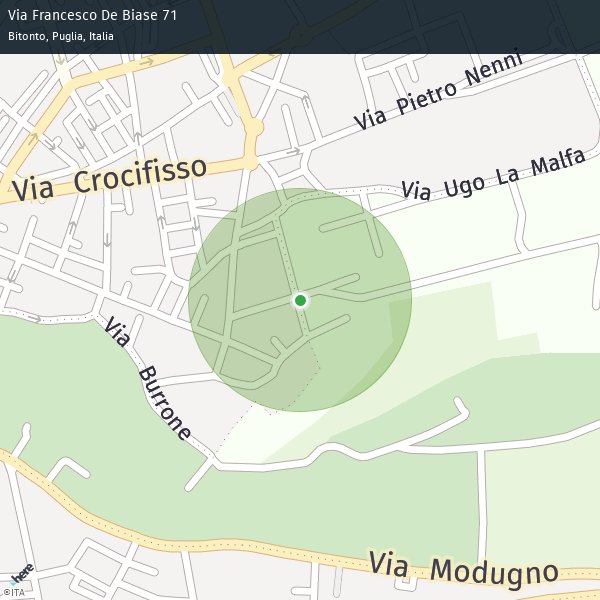 Via Francesco De Biase 71
Bitonto, Puglia, Italia
Via Pietro Nenni
Via Crocifisso
Via Ugo La Malfa
Via Burrone
Via Modugno
here
©ITA